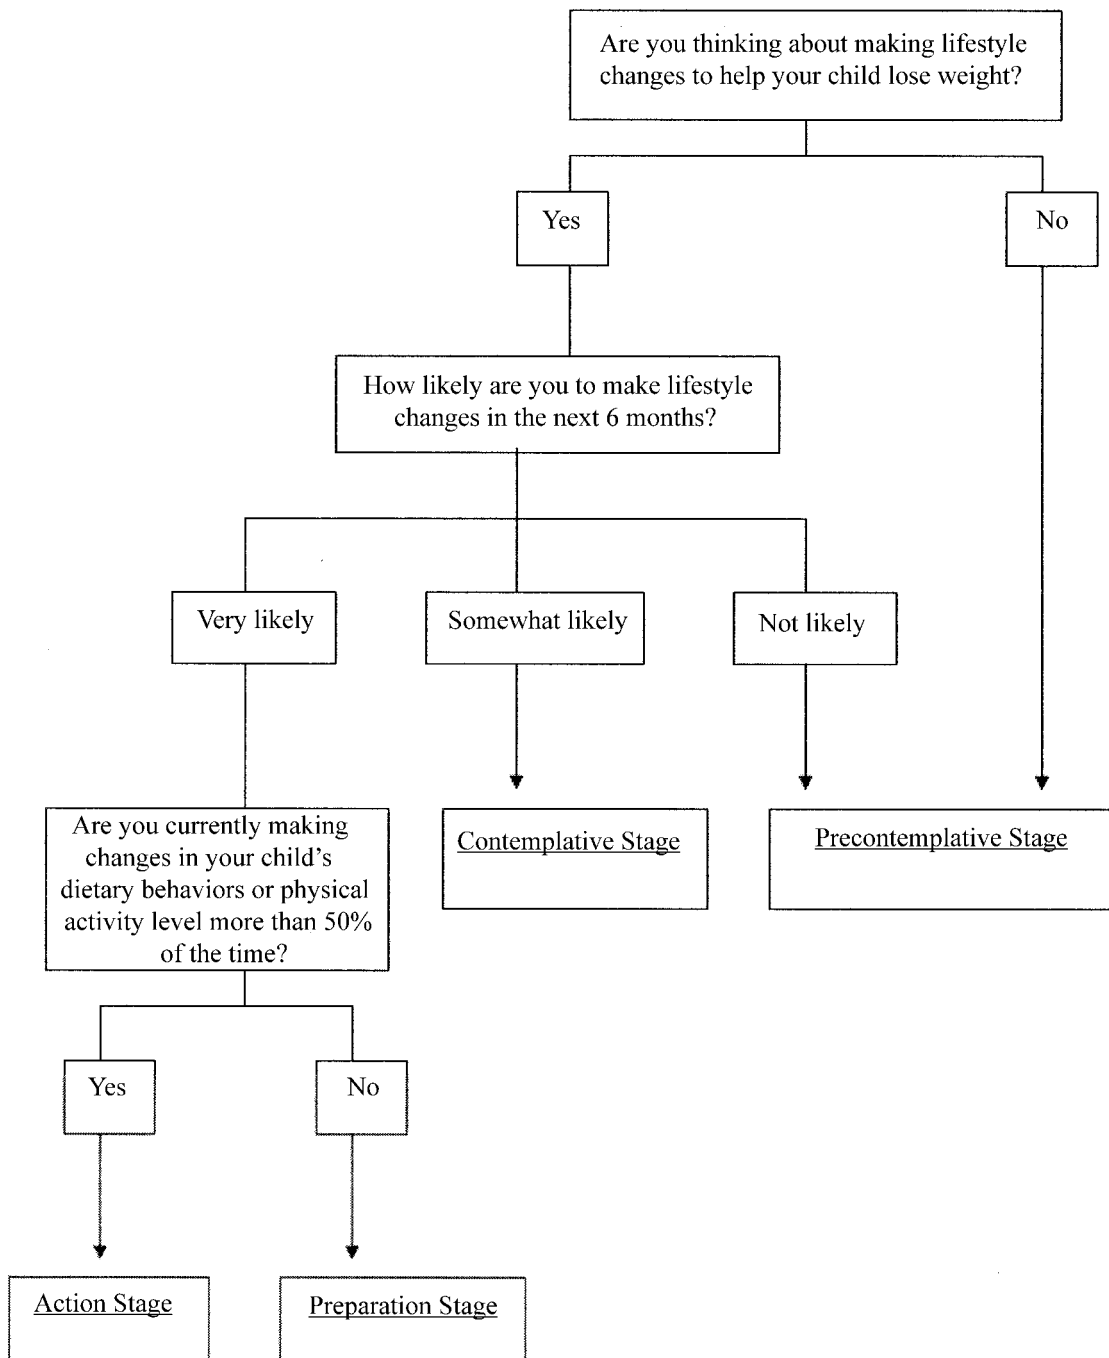 Are you thinking about making lifestyle
changes to help your child lose weight?
Yes
No
How likely are you to make lifestyle
changes in the next 6 months?
Very likely
Somewhat likely
Not likely
Are you currently making
changes in your child's
dietary behaviors or physical
activity level more than 50%
of the time?
Contemplative Stage
Precontemplative Stage
Yes
No
Action Stage
Preparation Stage